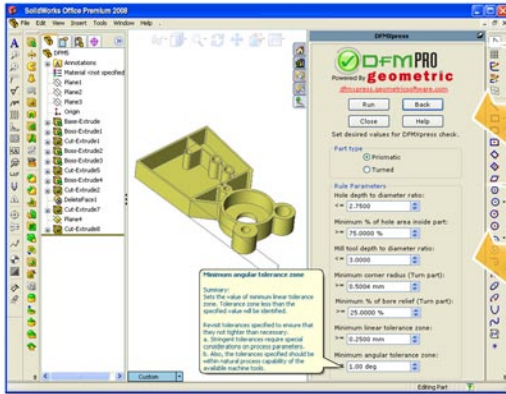 SolidWorks Office Premium 2008
File Edit View Insert Tools Window Help
DFMS
Annotations
Material <not specified
Plane1
Plane2
Plane3
Origin
Base-Extrude
Boss-Extrude1
Cut-Extrude1
Boss-Extrude2
Boss-Extrude3
Cut-Extrude5
Boss-Extrude4
Cut-Extrude2
DeleteFace1
Cut-Extrude7
Plane4
Cut-Extrude8
Minimum angular tolerance zone
Summary:
Sets the value of minimum linear tolerance
zone. Tolerance zone less than the
specified value will be identified.
Revisit tolerances specified to ensure that
they not tighter than necessary.
a. Stringent tolerances require special
considerations on process parameters.
b. Also, the tolerances specified should be
within natural process capability of the
available machine tools.
Custom
DFMXpress
DFMPRO
Powered By geometric
dfmxpress.geometricsoftware.com
Run Back
Close Help
Set desired values for DFMXpress check.
Part type
Prismatic
Turned
Rule Parameters
Hole depth to diameter ratio:
<= 2.7500
Minimum % of hole area inside part:
>= 75.0000 %
Mill tool depth to diameter ratio:
<= 3.0000
Minimum corner radius (Turn part):
>= 0.5004 mm
Minimum % of bore relief (Turn part):
>= 25.0000 %
Minimum linear tolerance zone:
>= 0.2500 mm
Minimum angular tolerance zone:
1.00 deg
Editing Part